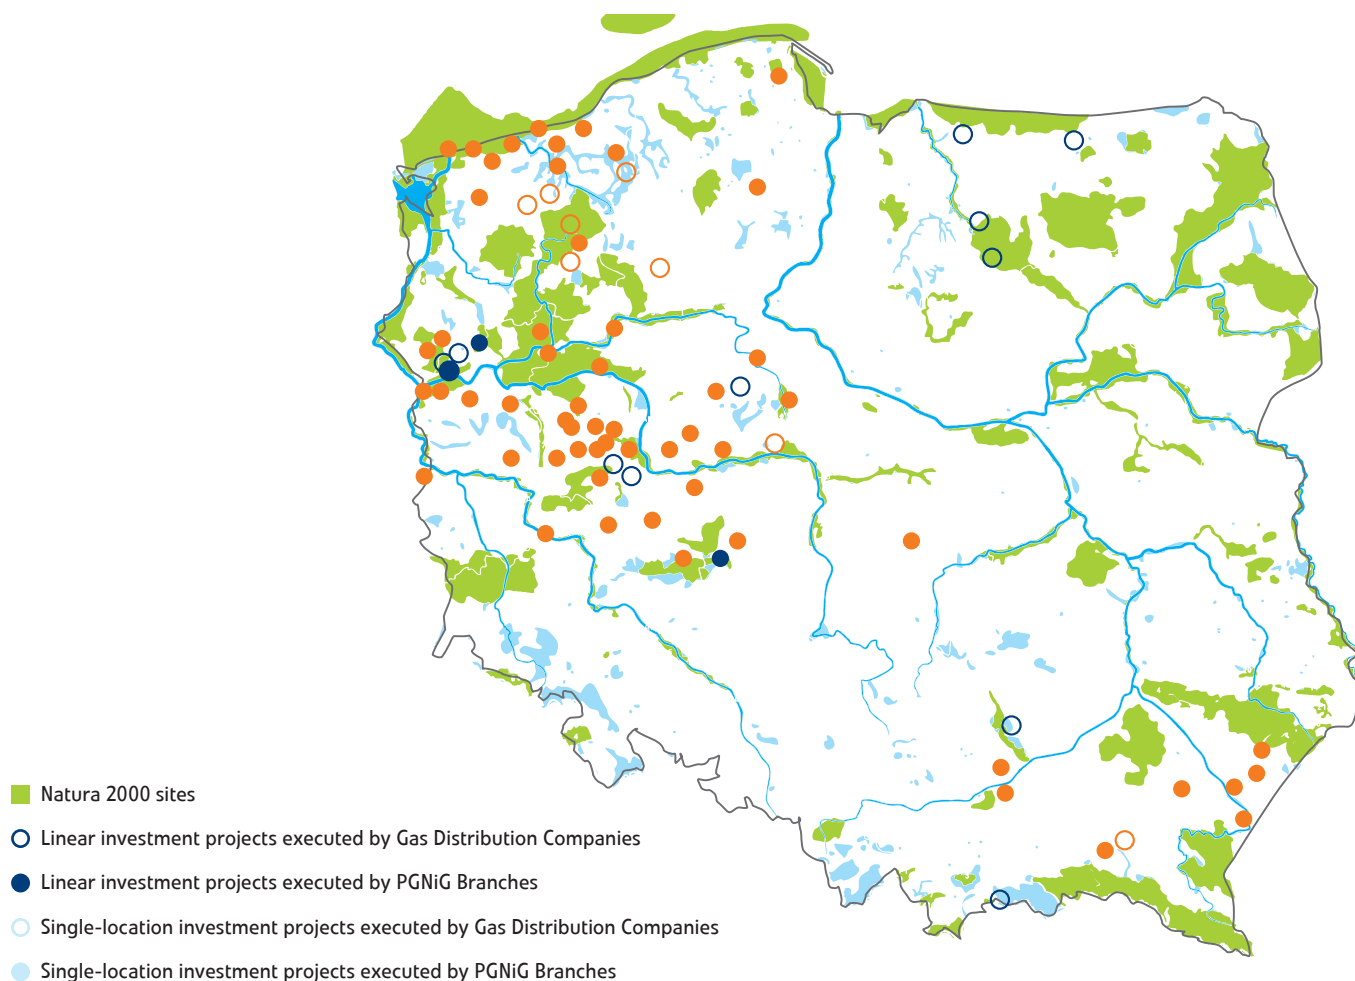 Natura 2000 sites
Linear investment projects executed by Gas Distribution Companies
Linear investment projects executed by PGNiG Branches
Single-location investment projects executed by Gas Distribution Companies
Single-location investment projects executed by PGNiG Branches